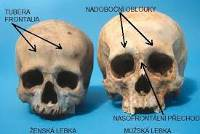 TUBERA
FRONTALIA
NADOBOČNÍ OBLOUKY
NASOFRONTÁLNÍ PŘECHOD
ŽENSKÁ LEBKA
MUŽSKÁ LEBKA